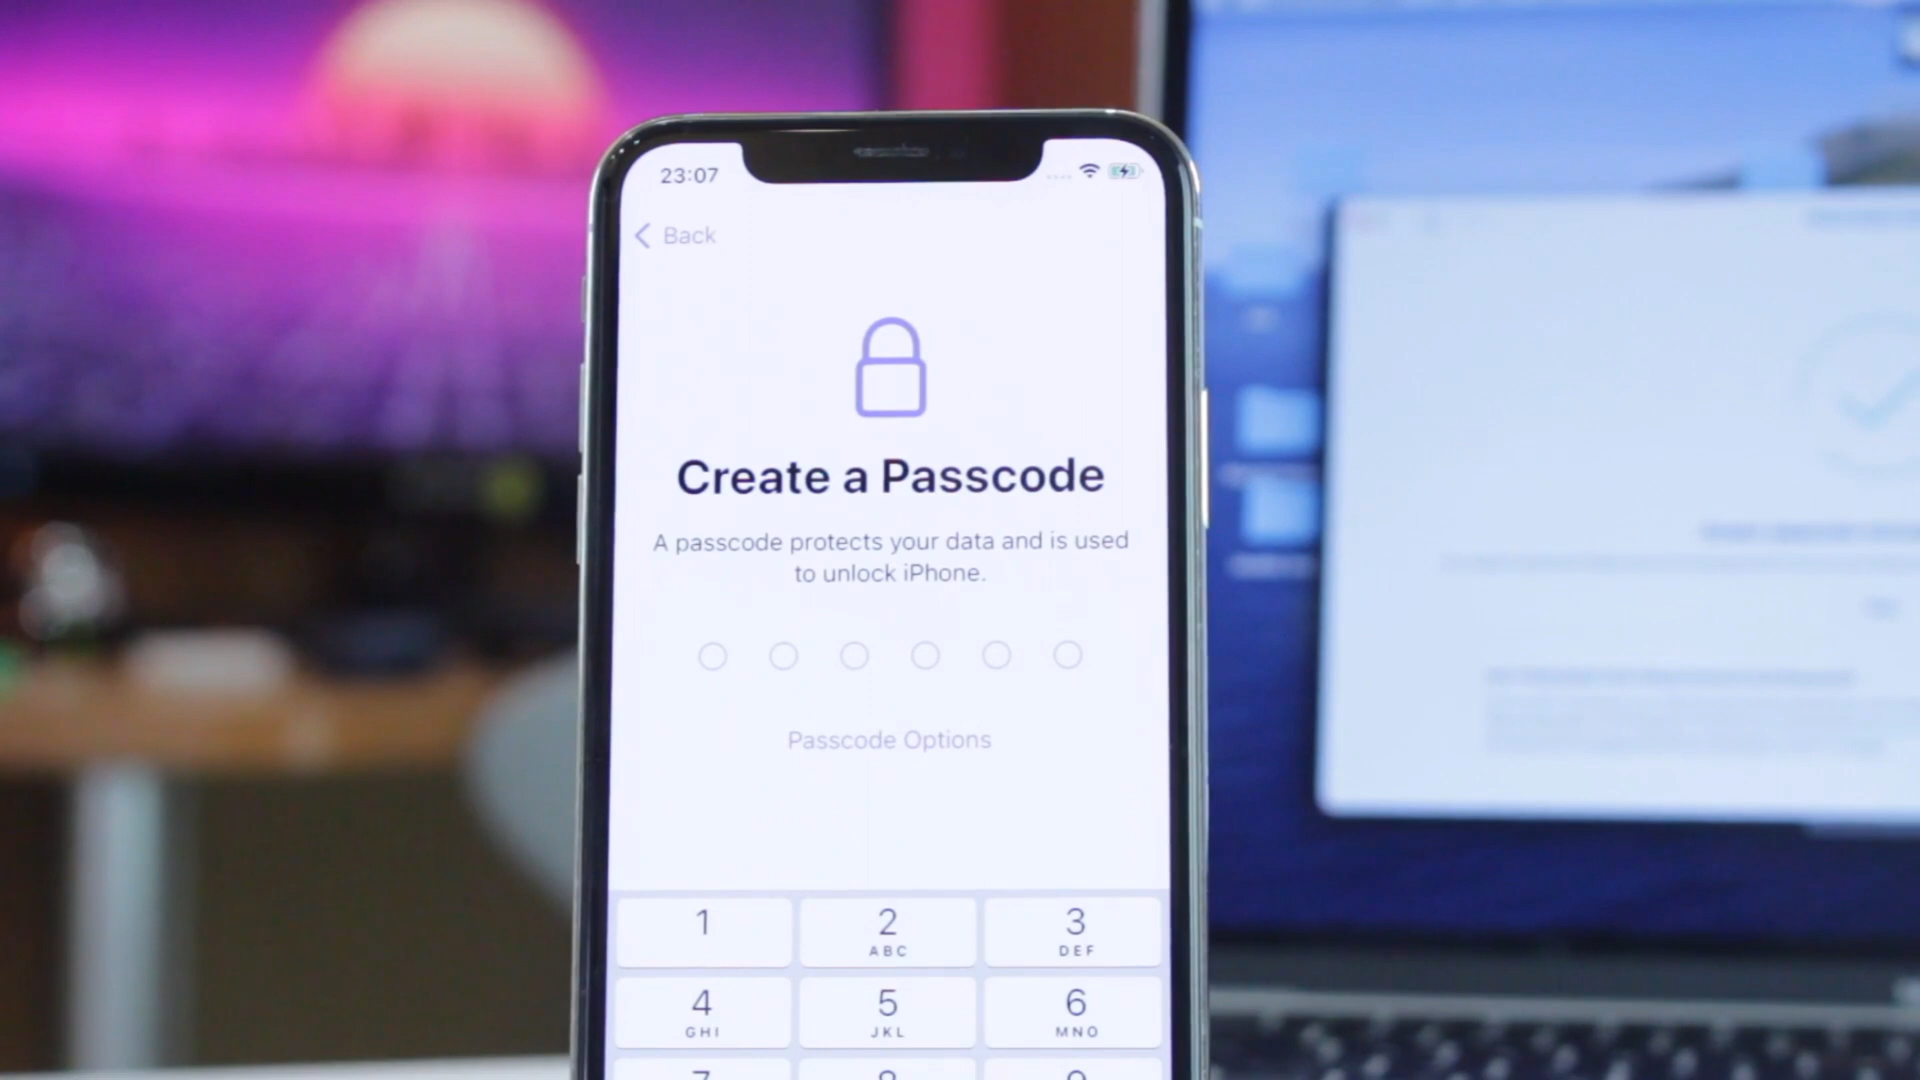 23:07
Back
Create a Passcode
A passcode protects your data and is used
to unlock iPhone.
Passcode Options
1
2
ABC
3
DEF
4
GHI
5
JKL
6
MNO